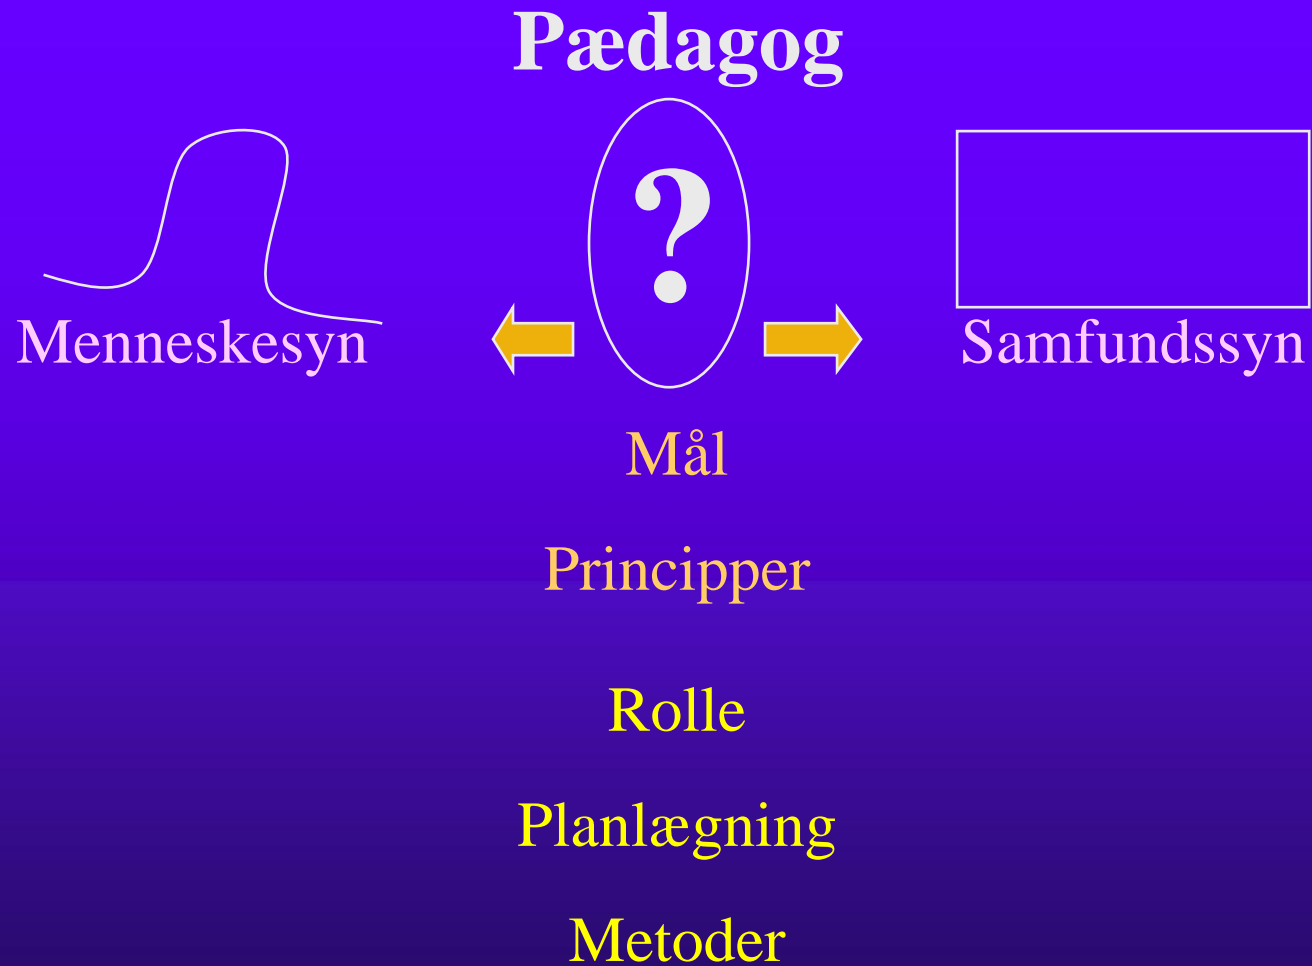 Pædagog
?
Menneskesyn
Samfundssyn
Mål
Principper
Rolle
Planlægning
Metoder